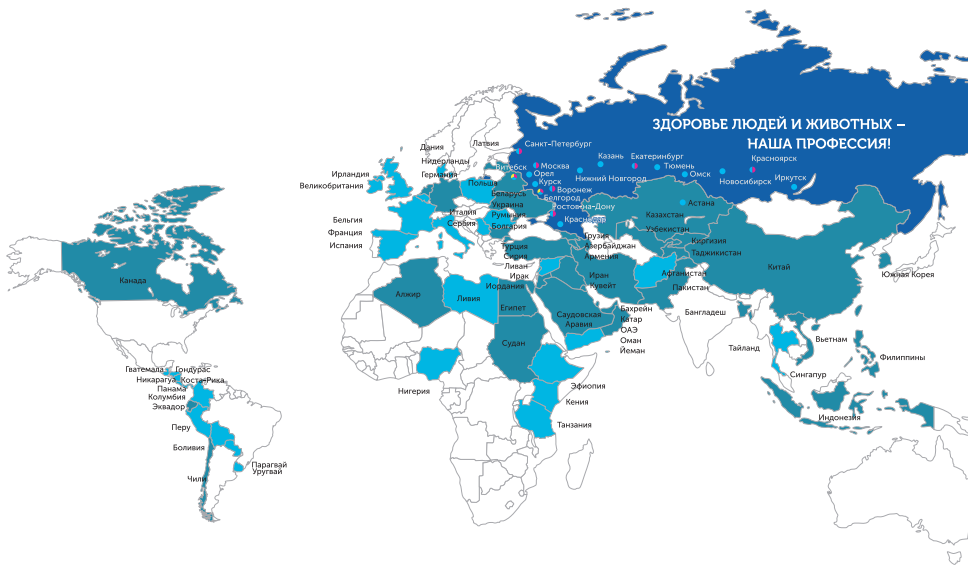 ЗДОРОВЬЕ ЛЮДЕЙ И ЖИВОТНЫХ –
НАША ПРОФЕССИЯ!
Санкт-Петербург
Дания
Латвия
Нидерланды
Витебск
Москва
Казань
Екатеринбург
Красноярск
Ирландия
Германия
Орел
Нижний Новгород
Тюмень
Омск
Новосибирск
Иркутск
Великобритания
Польша
Курск
Беларусь
Воронеж
Белгород
Украина
Ростов-на-Дону
Астана
Италия
Румыния
Казахстан
Бельгия
Сербия
Болгария
Краснодар
Узбекистан
Франция
Грузия
Киргизия
Испания
Турция
Азербайджан
Таджикистан
Сирия
Армения
Китай
Ливан
Южная Корея
Ирак
Иран
Афганистан
Канада
Иордания
Кувейт
Пакистан
Алжир
Ливия
Египет
Бахрейн
Бангладеш
Саудовская
Аравия
Катар
ОАЭ
Судан
Оман
Вьетнам
Йеман
Тайланд
Филиппины
Гватемала
Гондурас
Сингапур
Никарагуа
Коста-Рика
Эфиопия
Панама
Нигерия
Колумбия
Кения
Эквадор
Индонезия
Перу
Танзания
Боливия
Парагвай
Уругвай
Чили